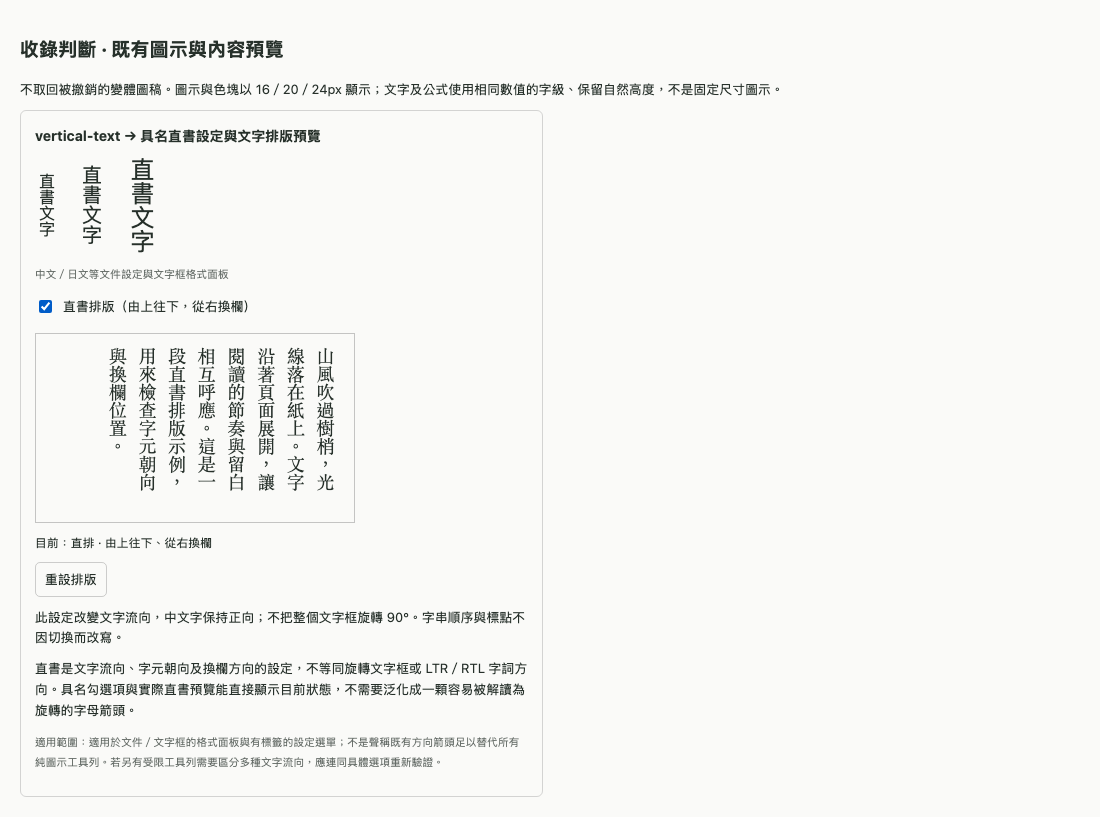 收錄判斷 · 既有圖示與內容預覽
不取回被撤銷的變體圖稿。圖示與色塊以 16 / 20 / 24px 顯示；文字及公式使用相同數值的字級、保留自然高度，不是固定尺寸圖示。
vertical-text → 具名直書設定與文字排版預覽
直書文字
直書文字
直書文字
中文 / 日文等文件設定與文字框格式面板
直書排版（由上往下，從右換欄）
山風吹過樹梢，光
線落在紙上。文字
沿著頁面展開，讓
閱讀的節奏與留白
相互呼應。這是一
段直書排版示例，
用來檢查字元朝向
與換欄位置。
目前：直排 · 由上往下、從右換欄
重設排版
此設定改變文字流向，中文字保持正向；不把整個文字框旋轉 90°。字串順序與標點不
因切換而改寫。
直書是文字流向、字元朝向及換欄方向的設定，不等同旋轉文字框或 LTR / RTL 字詞方
向。具名勾選項與實際直書預覽能直接顯示目前狀態，不需要泛化成一顆容易被解讀為
旋轉的字母箭頭。
適用範圍：適用於文件 / 文字框的格式面板與有標籤的設定選單；不是聲稱既有方向箭頭足以替代所有
純圖示工具列。若另有受限工具列需要區分多種文字流向，應連同具體選項重新驗證。